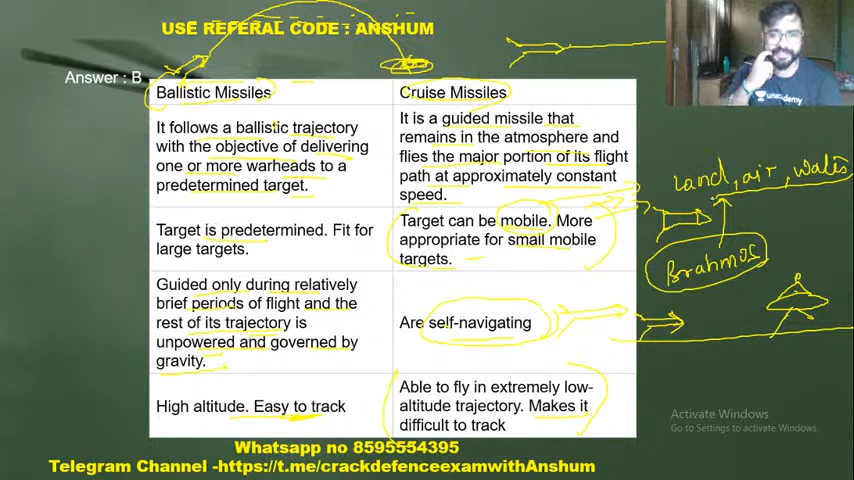 USE REFERAL CODE : ANSHUM
Answer : B
Ballistic Missiles
Cruise Missiles
It follows a ballistic trajectory
with the objective of delivering
one or more warheads to a
predetermined target.
It is a guided missile that
remains in the atmosphere and
flies the major portion of its flight
path at approximately constant
speed.
Target is predetermined. Fit for
large targets.
Target can be mobile. More
appropriate for small mobile
targets.
Guided only during relatively
brief periods of flight and the
rest of its trajectory is
unpowered and governed by
gravity.
Are self-navigating
High altitude. Easy to track
Able to fly in extremely low-
altitude trajectory. Makes it
difficult to track
unacademy
Land, air, water
Brahmos
Activate Windows
Go to Settings to activate Windows.
Whatsapp no 8595554395
Telegram Channel -https://t.me/crackdefenceexamwithAnshum